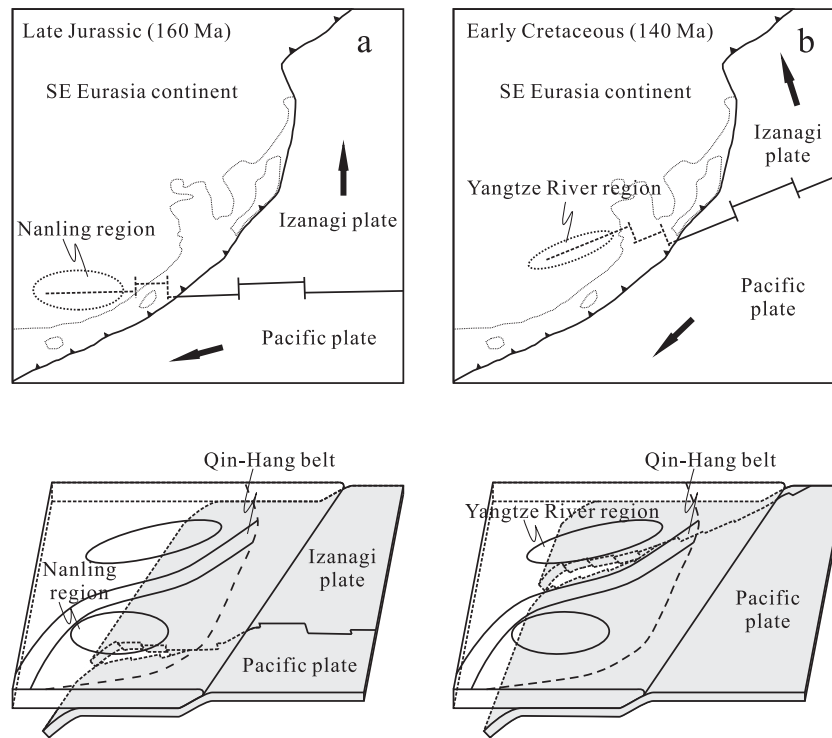 Late Jurassic (160 Ma)
a
SE Eurasia continent
Izanagi plate
Nanling region
Pacific plate
Early Cretaceous (140 Ma)
b
SE Eurasia continent
Izanagi
plate
Yangtze River region
Pacific
plate
Qin-Hang belt
Izanagi
plate
Nanling
region
Pacific plate
Qin-Hang belt
Yangtze River region
Pacific
plate